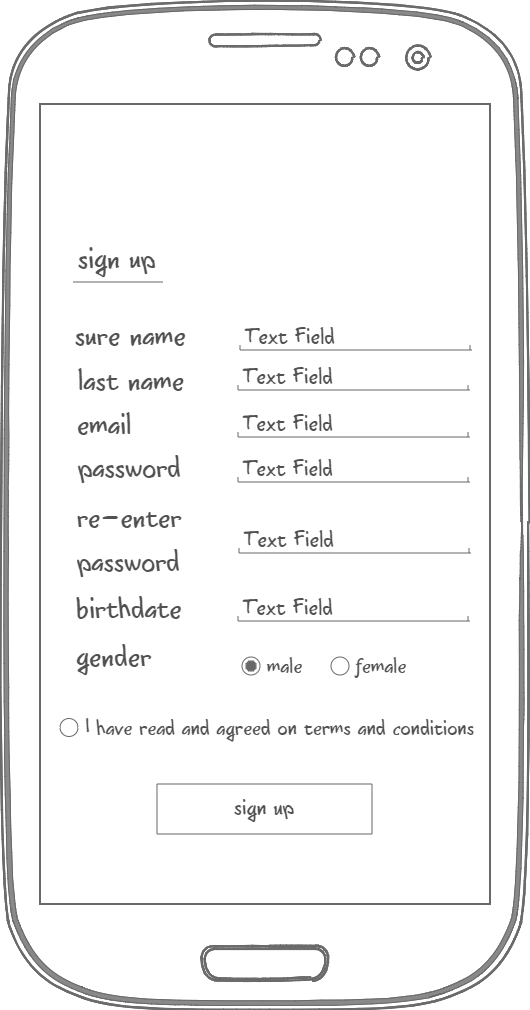 sign up
sure name Text Field
last name Text Field
email Text Field
password Text Field
re-enter
password Text Field
birthdate Text Field
gender male female
I have read and agreed on terms and conditions
sign up